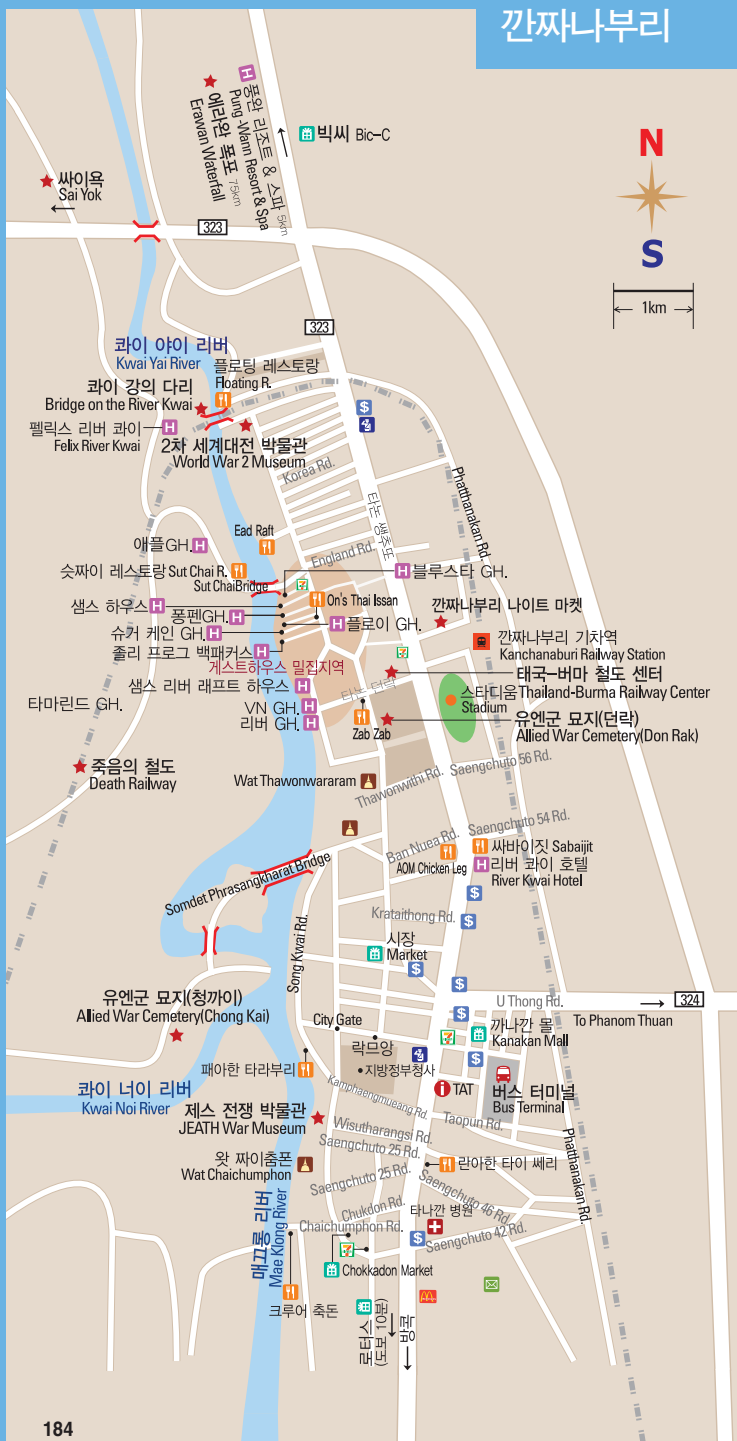 깐짜나부리
H 풍완 리조트 & 스파 5km
Pung-Wann Resort & Spa
에라완 폭포 75km
Erawan Waterfall
빅씨 Bic-C
싸이욕
Sai Yok
N
S
1km
323
323
콰이 야이 리버
Kwai Yai River
플로팅 레스토랑
Floating R.
콰이 강의 다리
Bridge on the River Kwai
펠릭스 리버 콰이 H
Felix River Kwai
2차 세계대전 박물관
World War 2 Museum
$
Korea Rd.
타논 쌩추또
Phatthanakan Rd.
Ead Raft
애플GH. H
England Rd.
숫짜이 레스토랑 Sut Chai R.
Sut ChaiBridge
7
H 블루스타 GH.
샘스 하우스 H
On's Thai Issan
깐짜나부리 나이트 마켓
퐁펜GH. H
슈거 케인 GH. H
H 플로이 GH.
졸리 프로그 백패커스 H
깐짜나부리 기차역
Kanchanaburi Railway Station
7
게스트하우스 밀집지역
태국-버마 철도 센터
Thailand-Burma Railway Center
샘스 리버 래프트 하우스 H
스타디움
Stadium
타마린드 GH.
VN GH. H
리버 GH. H
Zab Zab
유엔군 묘지(던락)
Allied War Cemetery(Don Rak)
죽음의 철도
Death Railway
Wat Thawonwararam
Thawonwithi Rd.
Saengchuto 56 Rd.
Saengchuto 54 Rd.
Ban Nuea Rd.
AOM Chicken Leg
싸바이짓 Sabaijit
H 리버 콰이 호텔
River Kwai Hotel
$
Somdet Phrasangkharat Bridge
Krataithong Rd.
$
Song Kwai Rd.
시장
Market
$
$
유엔군 묘지(청까이)
Allied War Cemetery(Chong Kai)
U Thong Rd.
324
To Phanom Thuan
City Gate
$
락므앙
7
까나깐 몰
Kanakan Mall
$
패아한 타라부리
지방정부청사
콰이 너이 리버
Kwai Noi River
Kamphaengmueang Rd.
i TAT
버스 터미널
Bus Terminal
제스 전쟁 박물관
JEATH War Museum
Taopun Rd.
Wisutharangsi Rd.
Saengchuto 25 Rd.
왓 짜이춤폰
Wat Chaichumphon
란아한 타이 쎄리
Saengchuto 25 Rd.
Saengchuto 46 Rd.
Phatthanakan Rd.
매끄롱 리버
Mae Klong River
Chukdon Rd.
타나깐 병원
Chaichumphon Rd.
$
Saengchuto 42 Rd.
7
Chokkadon Market
크루어 축돈
로터스
(도보 10분)
방콕
184